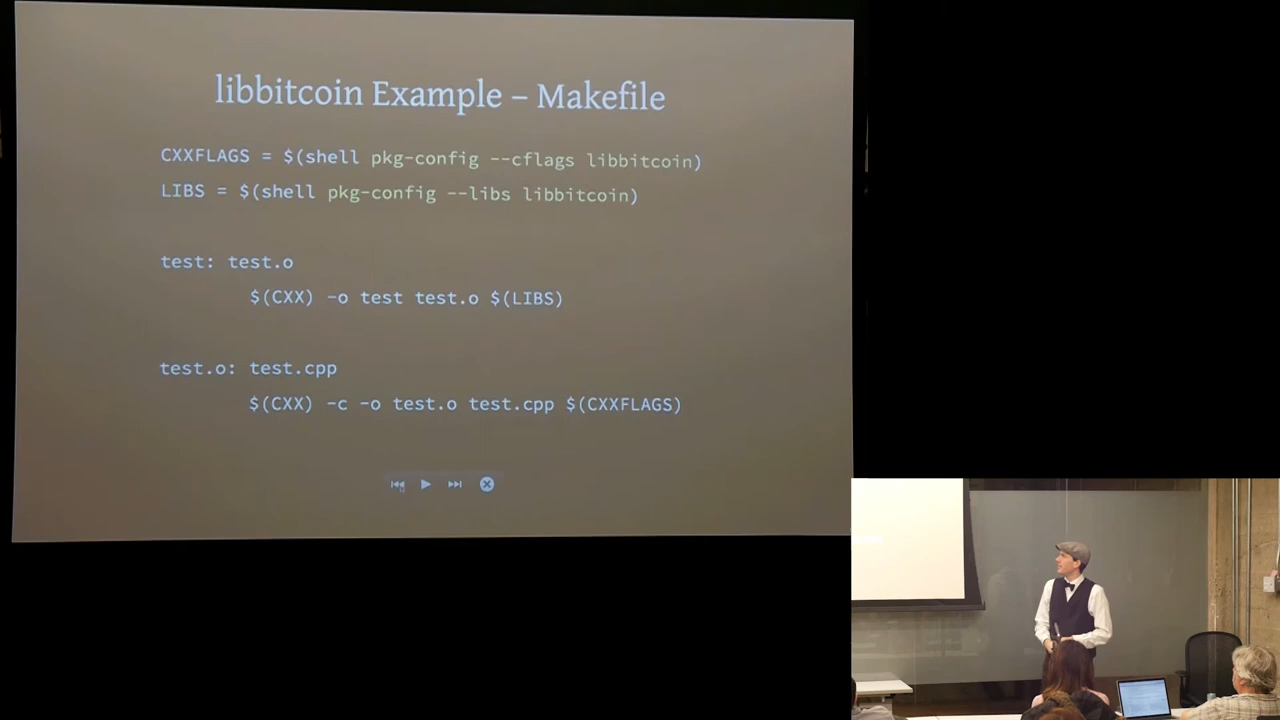 libbitcoin Example – Makefile
CXXFLAGS = $(shell pkg-config --cflags libbitcoin)
LIBS = $(shell pkg-config --libs libbitcoin)
test: test.o
$(CXX) -o test test.o $(LIBS)
test.o: test.cpp
$(CXX) -c -o test.o test.cpp $(CXXFLAGS)